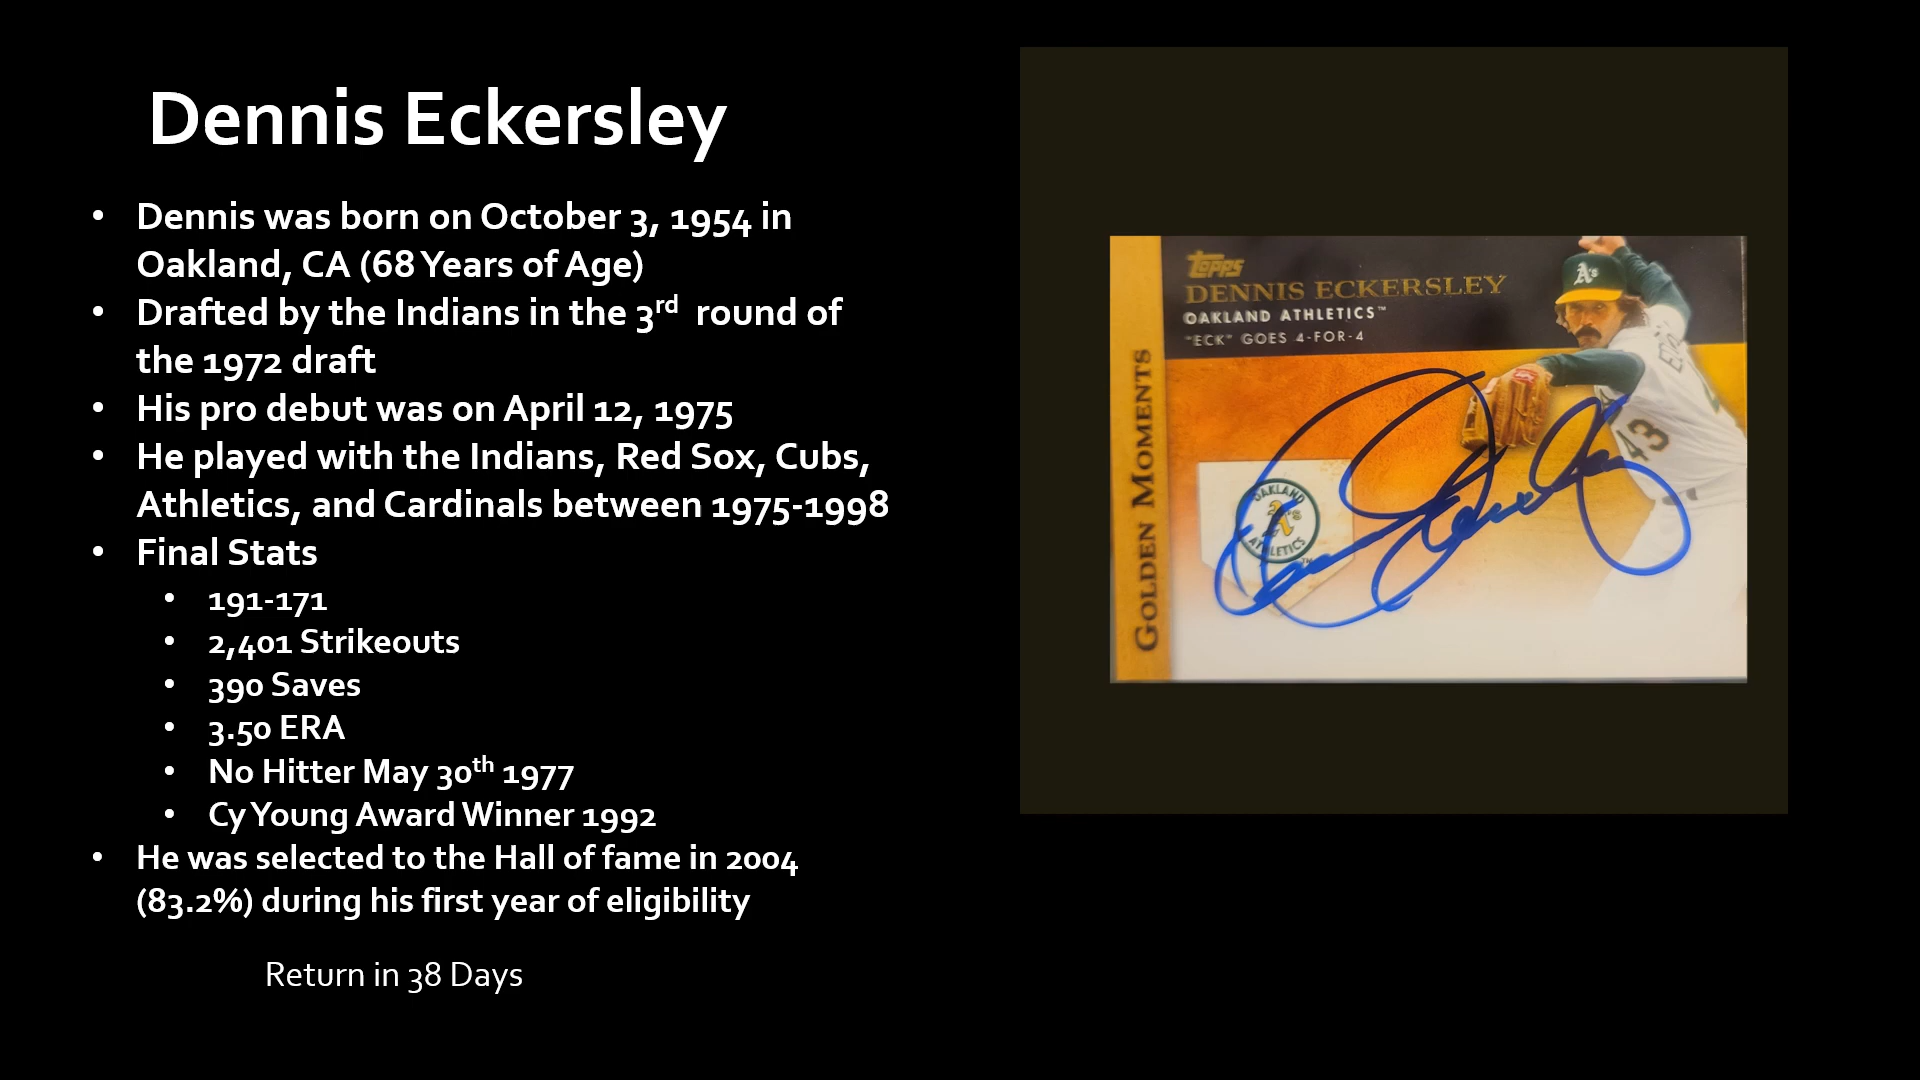 Dennis Eckersley
• Dennis was born on October 3, 1954 in
Oakland, CA (68 Years of Age)
• Drafted by the Indians in the 3rd round of
the 1972 draft
• His pro debut was on April 12, 1975
• He played with the Indians, Red Sox, Cubs,
Athletics, and Cardinals between 1975-1998
• Final Stats
• 191-171
• 2,401 Strikeouts
• 390 Saves
• 3.50 ERA
• No Hitter May 30th 1977
• Cy Young Award Winner 1992
• He was selected to the Hall of fame in 2004
(83.2%) during his first year of eligibility
Return in 38 Days
Topps
DENNIS ECKERSLEY
OAKLAND ATHLETICS™
"ECK" GOES 4-FOR-4
GOLDEN MOMENTS
A's
43
OAKLAND
A's
ATHLETICS